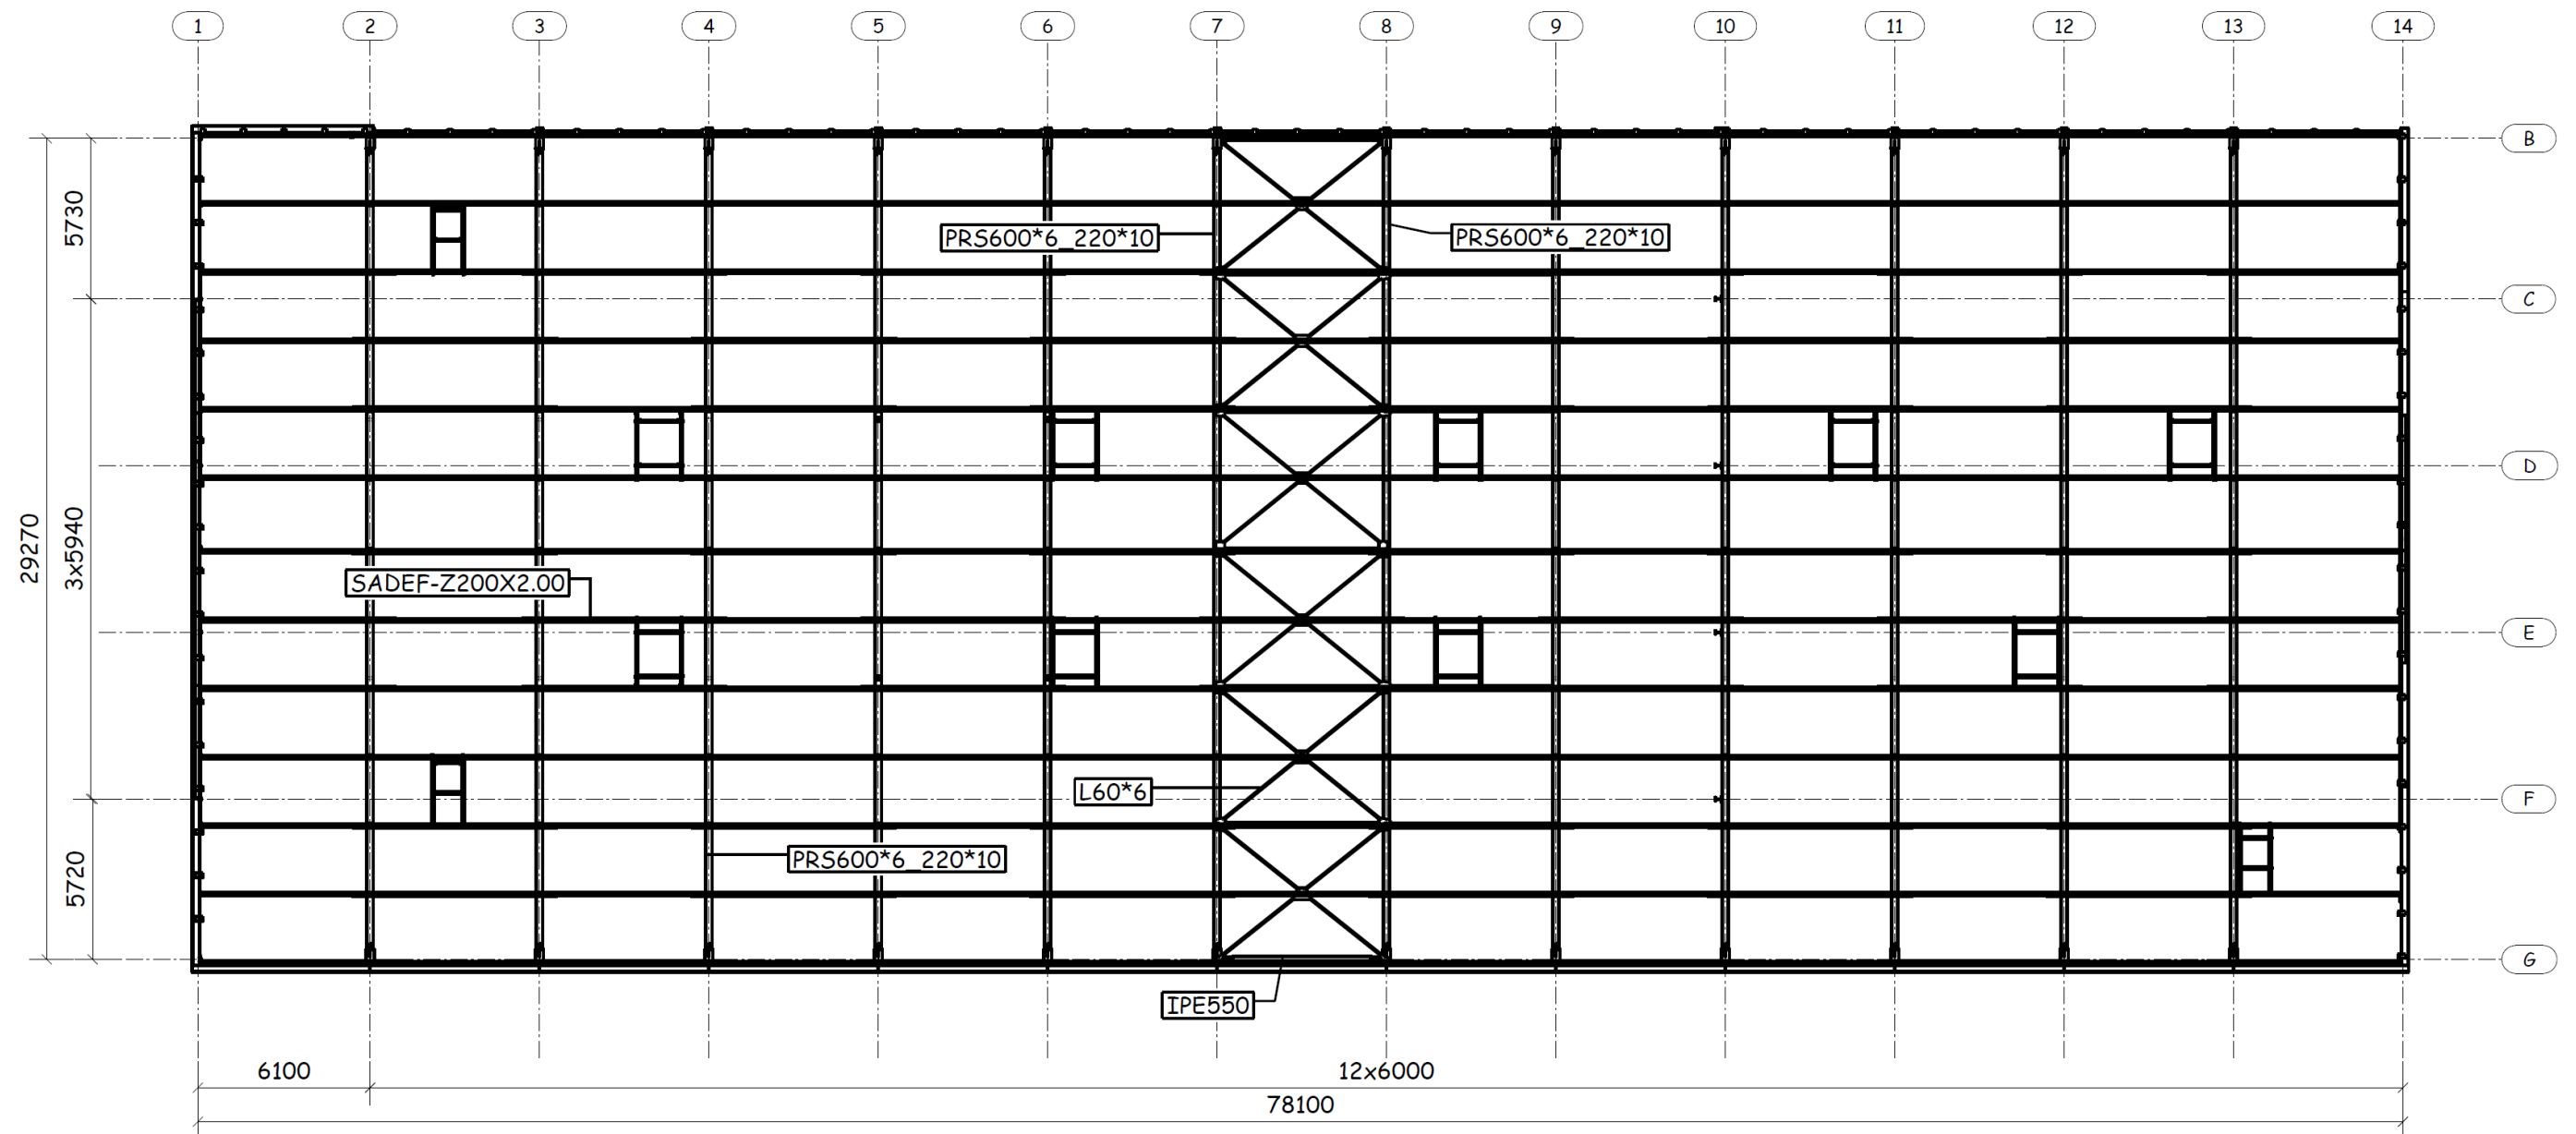 1 2 3 4 5 6 7 8 9 10 11 12 13 14
B
5730
PRS600*6_220*10
PRS600*6_220*10
C
D
29270
3x5940
SADEF-Z200X2.00
E
L60*6
F
PRS600*6_220*10
5720
G
IPE550
6100
12x6000
78100